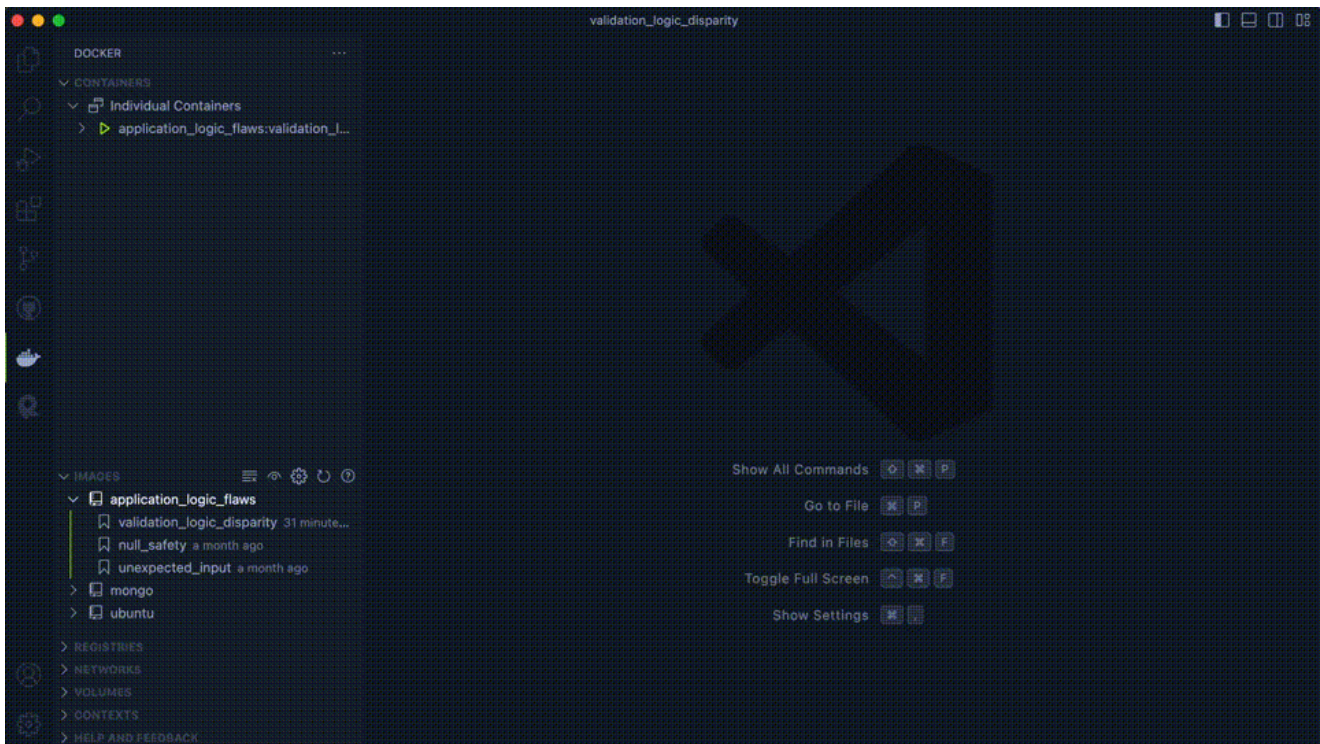 validation_logic_disparity
DOCKER
CONTAINERS
Individual Containers
application_logic_flaws:validation_l...
IMAGES
application_logic_flaws
validation_logic_disparity 31 minute...
null_safety a month ago
unexpected_input a month ago
mongo
ubuntu
REGISTRIES
NETWORKS
VOLUMES
CONTEXTS
HELP AND FEEDBACK
Show All Commands ⇧ ⌘ P
Go to File ⌘ P
Find in Files ⇧ ⌘ F
Toggle Full Screen ^ ⌘ F
Show Settings ⌘ ,